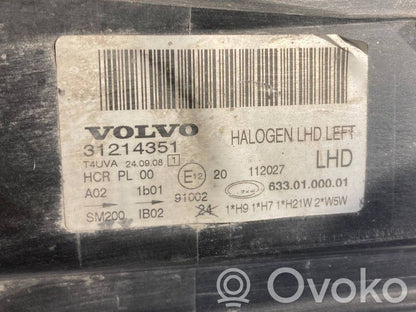 VOLVO
HALOGEN LHD LEFT
31214351
LHD
T4UVA 24.09.08 1
HCR PL 00 E12 20 112027
A02 1b01 91002 633.01.000.01
SM200 IB02 24 1*H9 1*H7 1*H21W 2*W5W
OVOKO